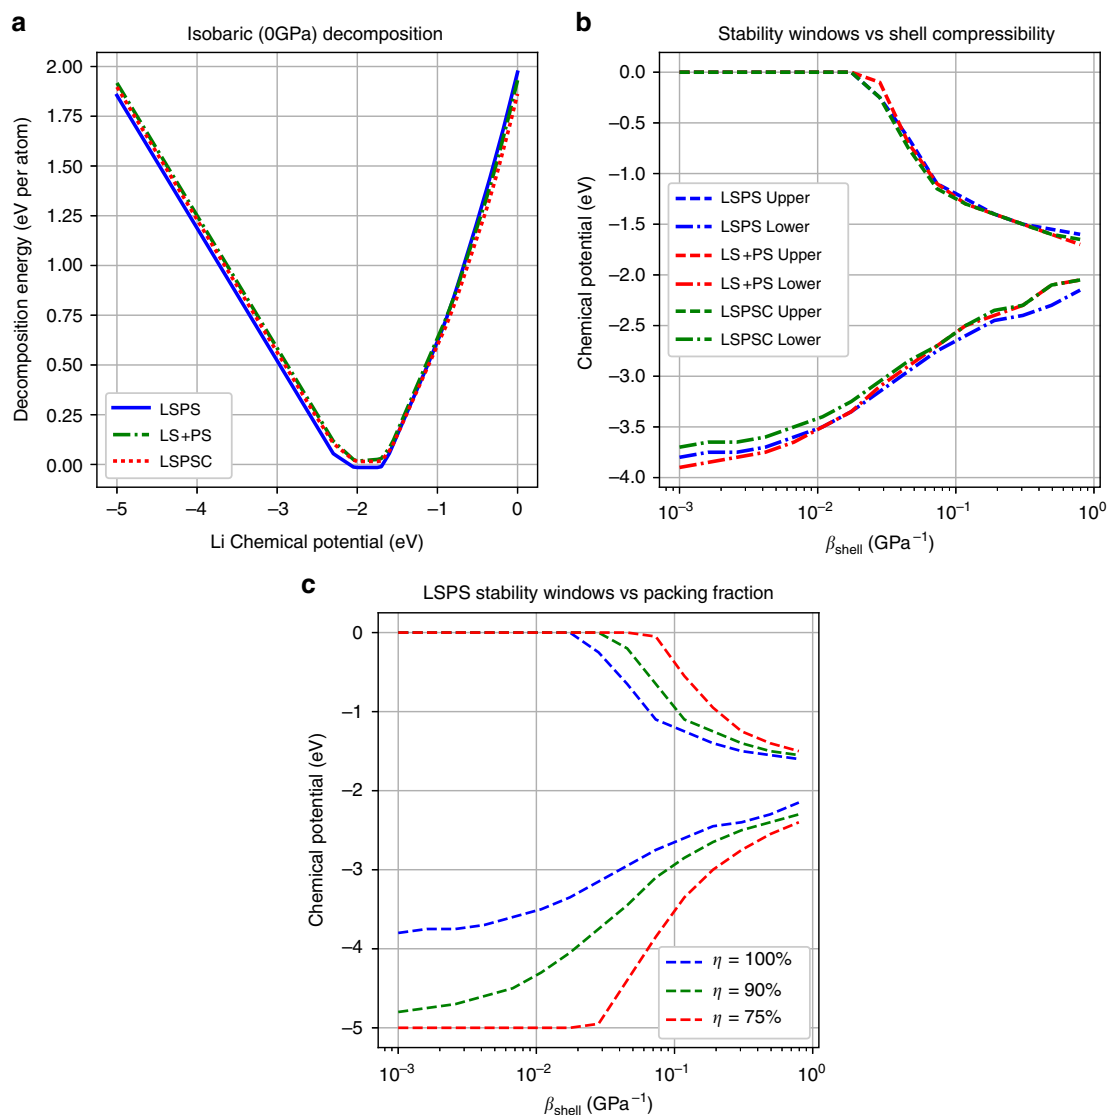 a
Isobaric (0GPa) decomposition
Decomposition energy (eV per atom)
2.00
1.75
1.50
1.25
1.00
0.75
0.50
0.25
0.00
LSPS
LS+PS
LSPSC
−5
−4
−3
−2
−1
0
Li Chemical potential (eV)
b
Stability windows vs shell compressibility
Chemical potential (eV)
0.0
−0.5
−1.0
−1.5
−2.0
−2.5
−3.0
−3.5
−4.0
LSPS Upper
LSPS Lower
LS+PS Upper
LS+PS Lower
LSPSC Upper
LSPSC Lower
10⁻³
10⁻²
10⁻¹
10⁰
βshell (GPa⁻¹)
c
LSPS stability windows vs packing fraction
Chemical potential (eV)
0
−1
−2
−3
−4
−5
η = 100%
η = 90%
η = 75%
10⁻³
10⁻²
10⁻¹
10⁰
βshell (GPa⁻¹)